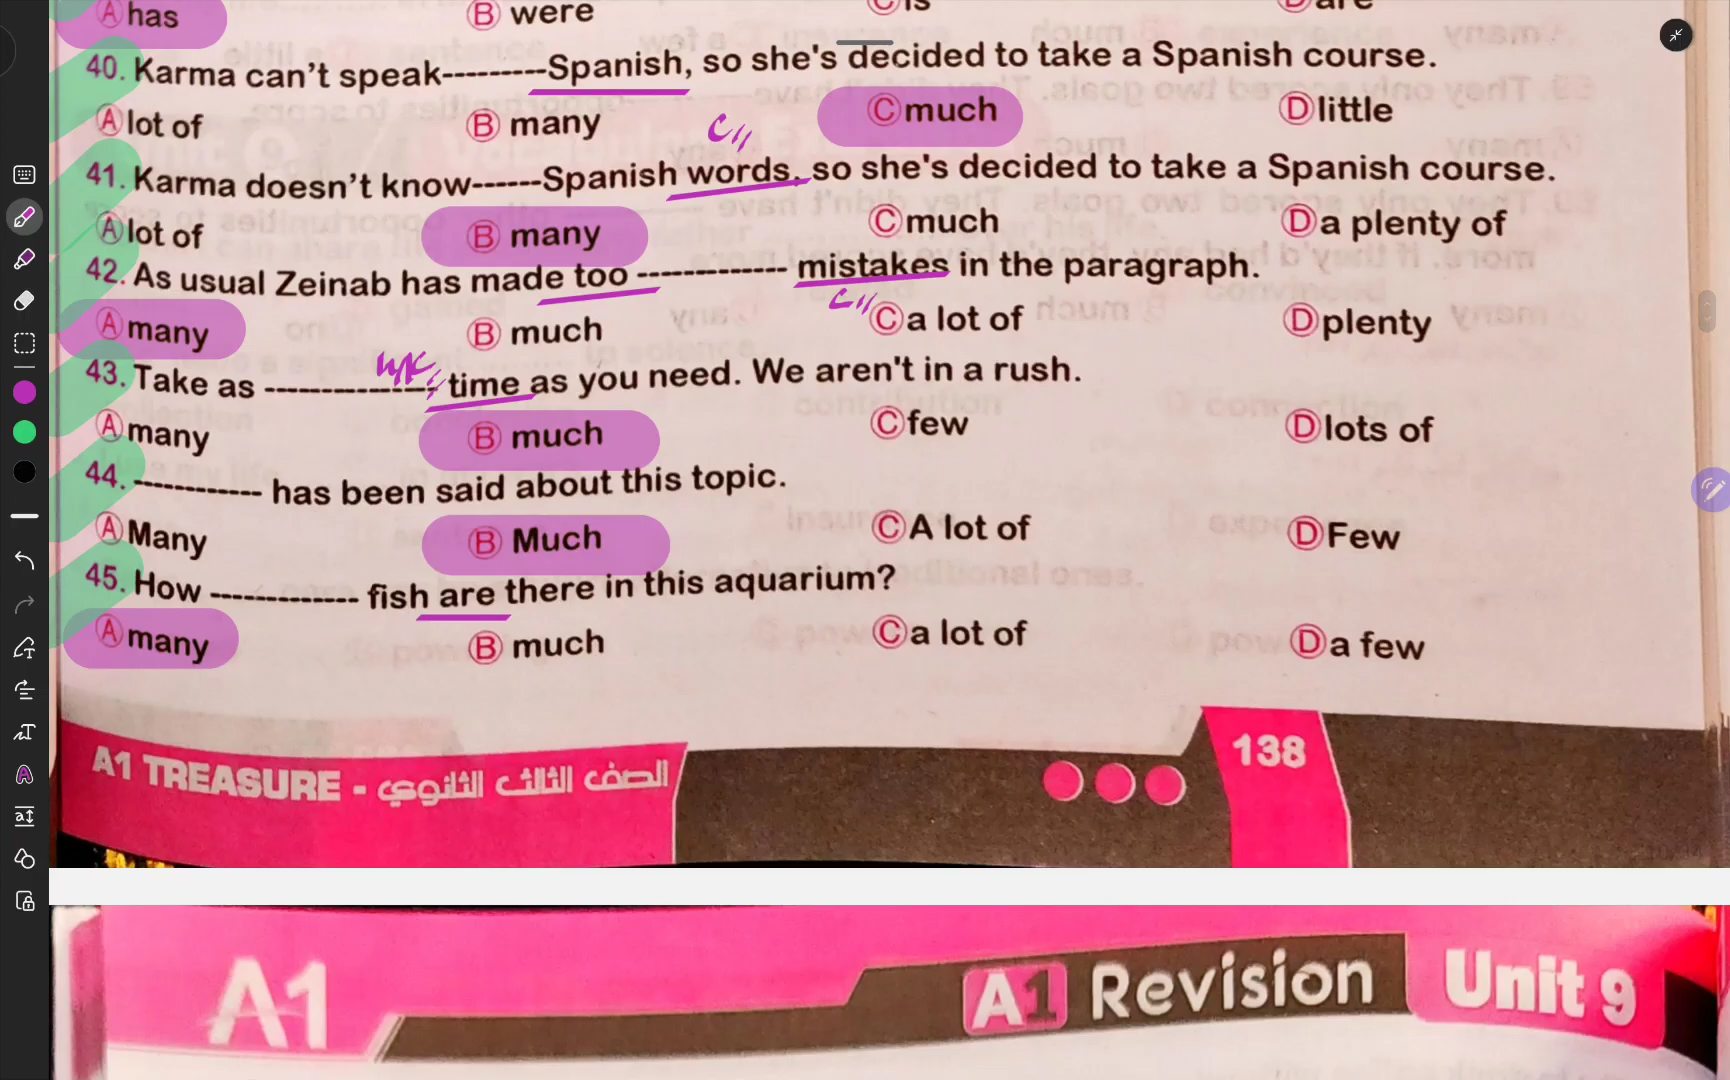 A has B were C is D are
40. Karma can't speak---------Spanish, so she's decided to take a Spanish course.
A lot of B many C much D little
C//
41. Karma doesn't know------Spanish words, so she's decided to take a Spanish course.
A lot of B many C much D a plenty of
42. As usual Zeinab has made too ------------- mistakes in the paragraph.
C//
A many B much C a lot of D plenty
43. Take as --------------- time as you need. We aren't in a rush.
A many B much C few D lots of
44. ------------ has been said about this topic.
A Many B Much C A lot of D Few
45. How ------------- fish are there in this aquarium?
A many B much C a lot of D a few
A1 TREASURE - الصف الثالث الثانوي
138
A1
A1 Revision Unit 9